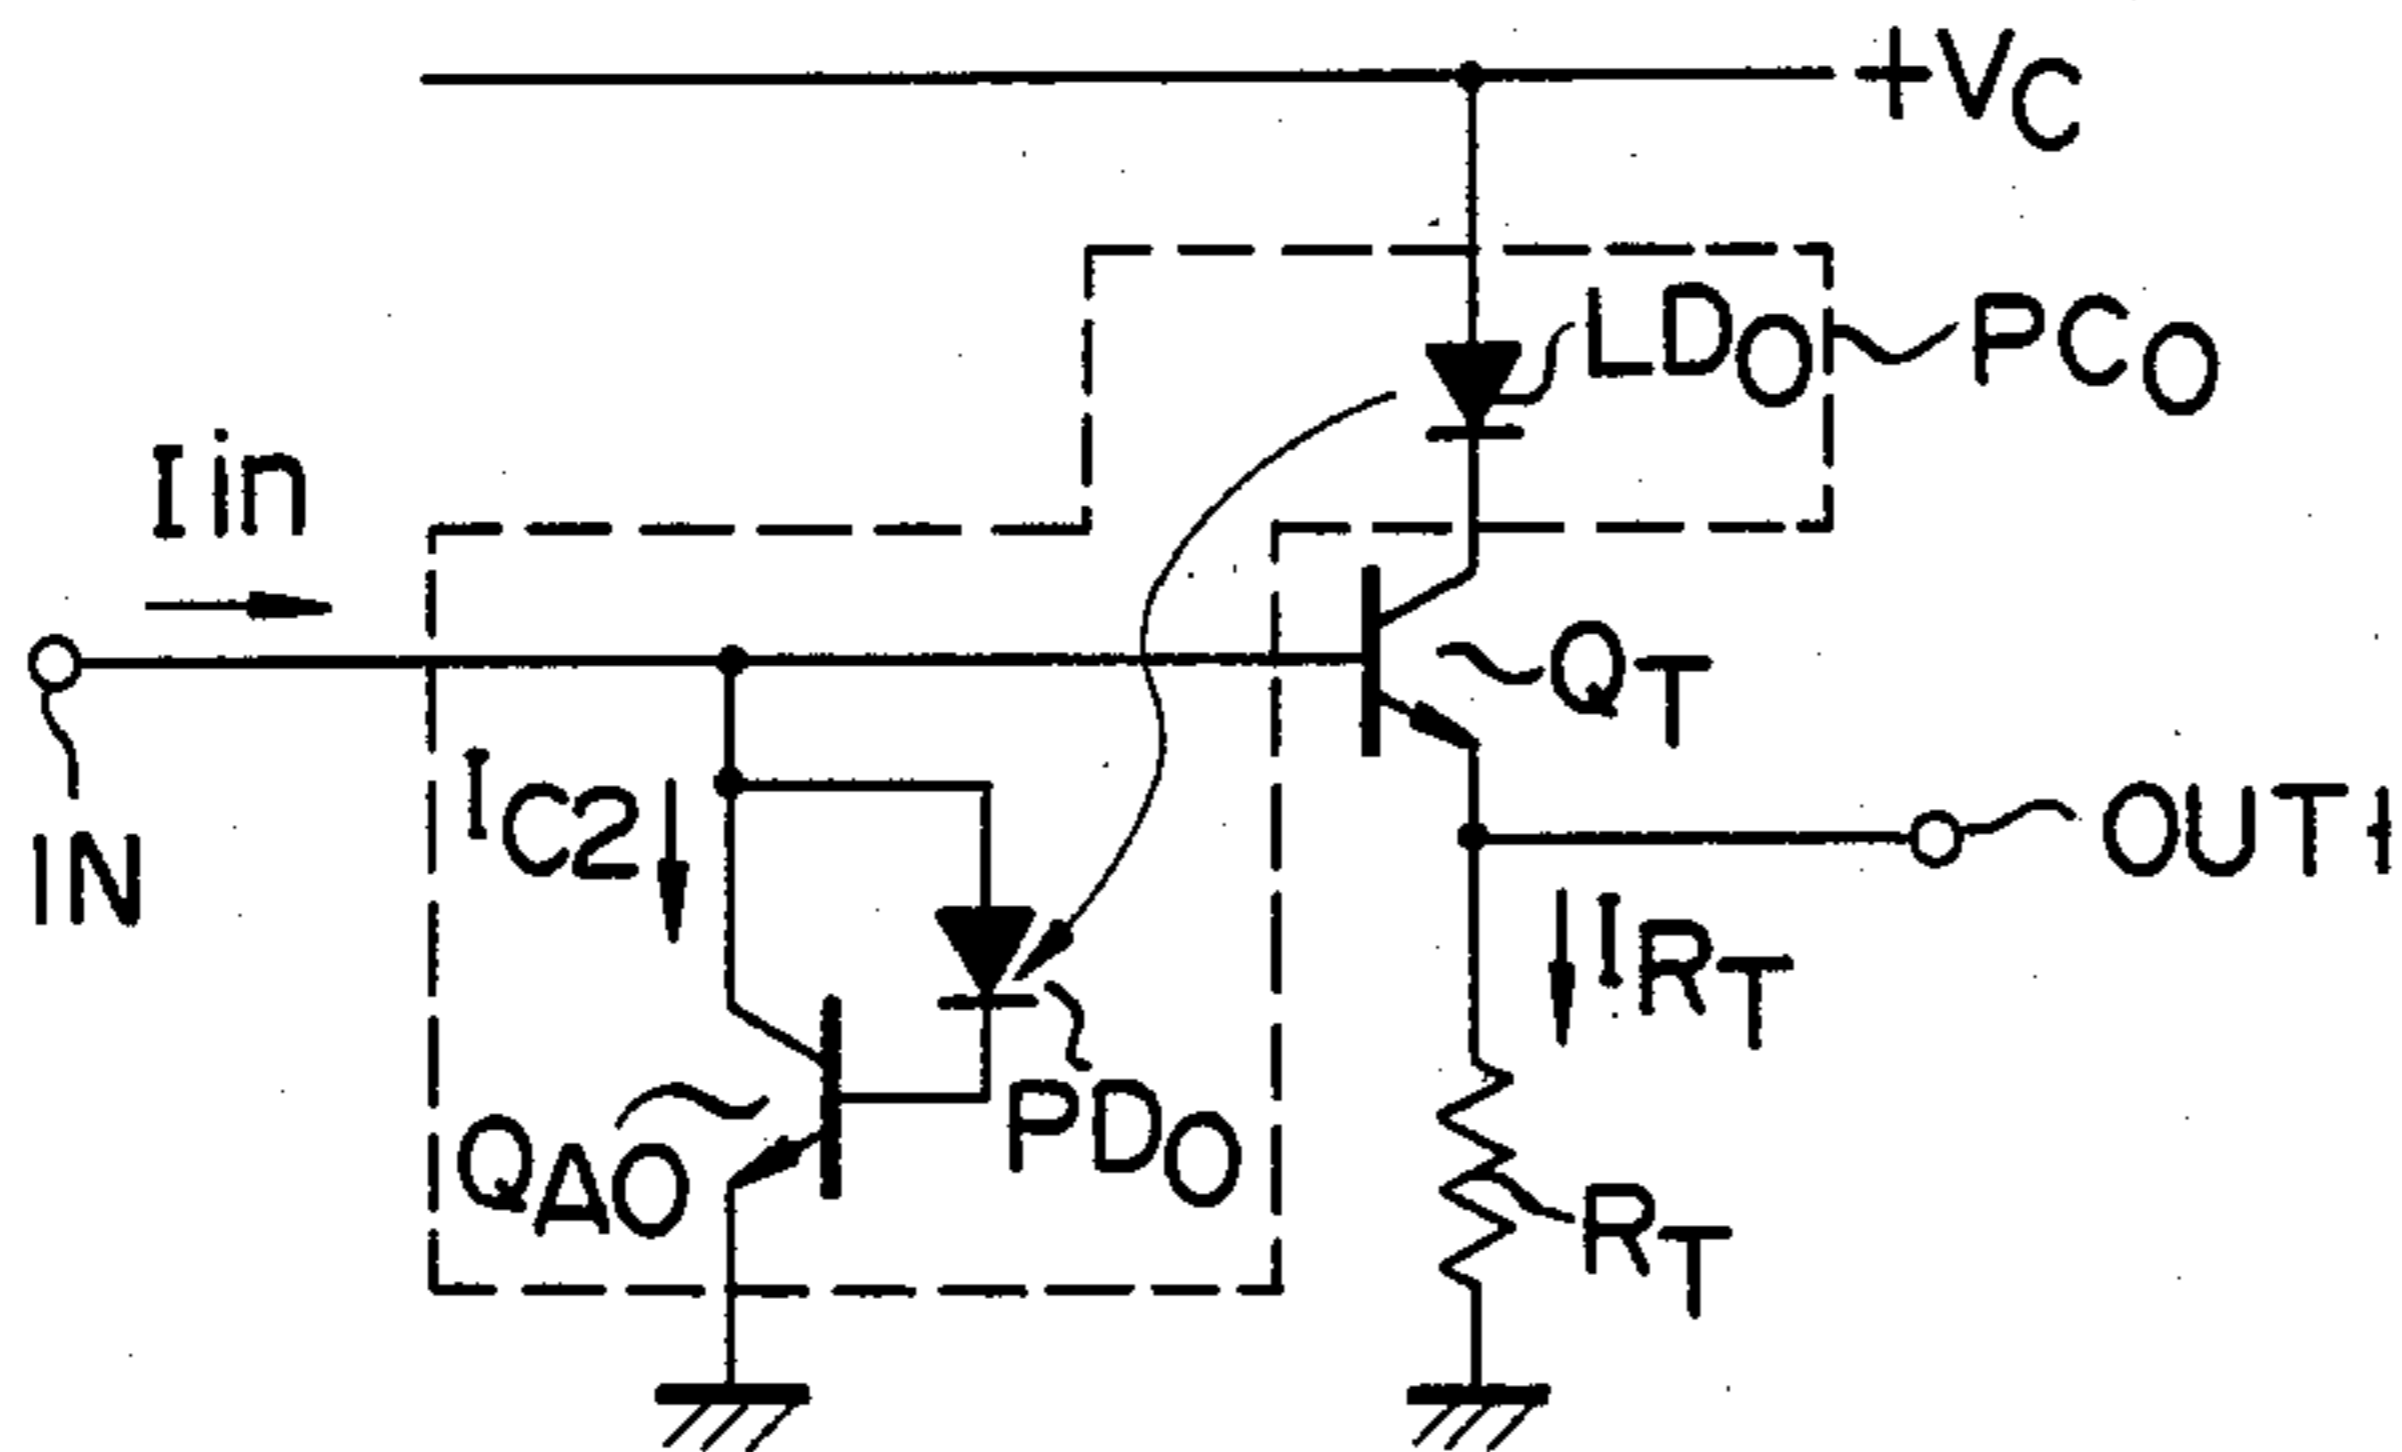 +VC
LDO
PCO
Iin
QT
IC2
OUT1
IN
IRT
PDO
QAO
RT